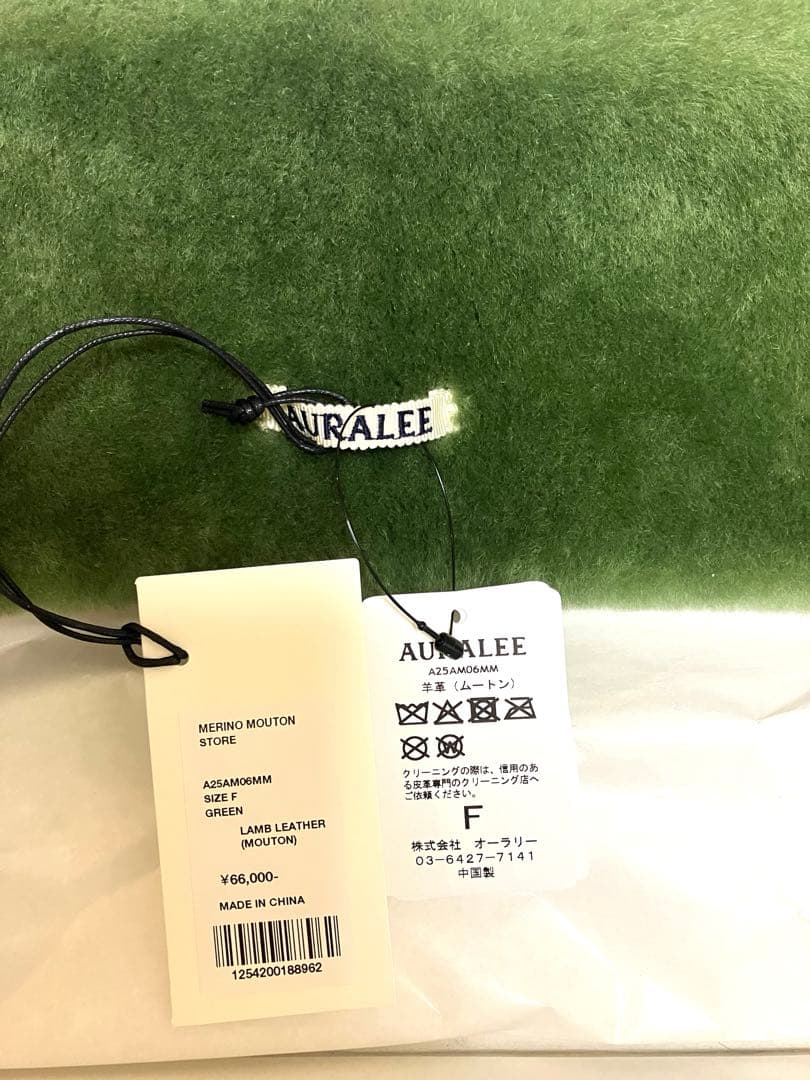 AURALEE
MERINO MOUTON
STORE
A25AM06MM
SIZE F
GREEN
LAMB LEATHER
(MOUTON)
¥66,000-
MADE IN CHINA
1254200188962
AURALEE
A25AM06MM
羊革（ムートン）
クリーニングの際は、信用のあ
る皮革専門のクリーニング店へ
ご依頼ください。
F
株式会社 オーラリー
03-6427-7141
中国製